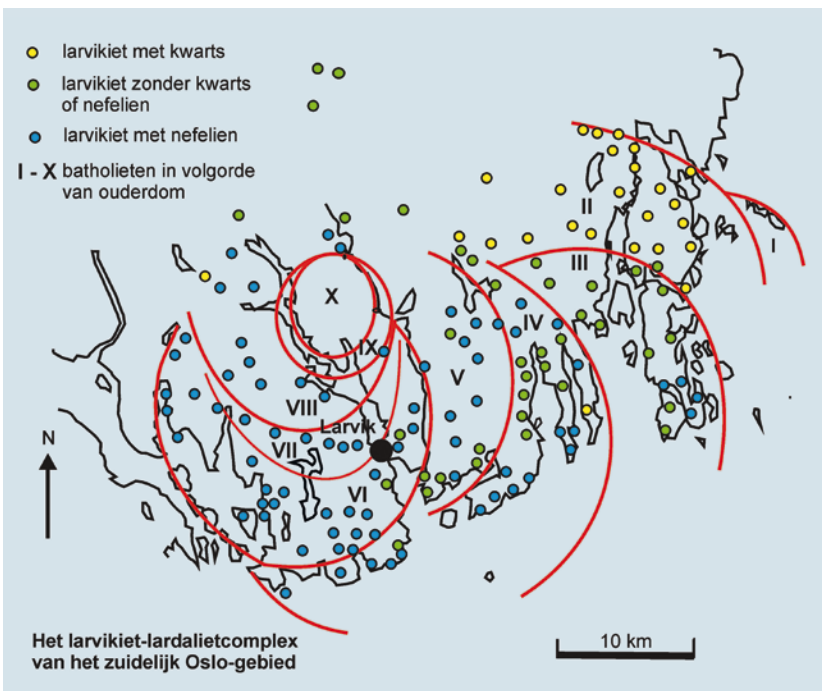 larvikiet met kwarts
larvikiet zonder kwarts
of nefelien
larvikiet met nefelien
I - X batholieten in volgorde
van ouderdom
I
II
III
X
IV
IX
V
VIII
Larvik
VII
N
VI
Het larvikiet-lardalietcomplex
van het zuidelijk Oslo-gebied
10 km